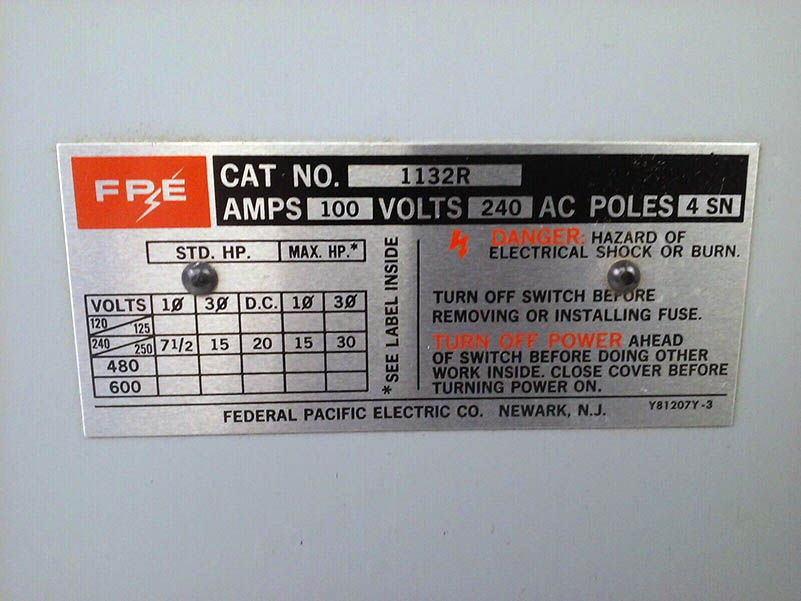 FPE
CAT NO. 1132R
AMPS 100 VOLTS 240 AC POLES 4 SN
STD. HP. MAX. HP.*
VOLTS 1Ø 3Ø D.C. 1Ø 3Ø
120/125
240/250 7 1/2 15 20 15 30
480
600
*SEE LABEL INSIDE
DANGER: HAZARD OF
ELECTRICAL SHOCK OR BURN.
TURN OFF SWITCH BEFORE
REMOVING OR INSTALLING FUSE.
TURN OFF POWER AHEAD
OF SWITCH BEFORE DOING OTHER
WORK INSIDE. CLOSE COVER BEFORE
TURNING POWER ON.
FEDERAL PACIFIC ELECTRIC CO. NEWARK, N.J. Y81207Y-3